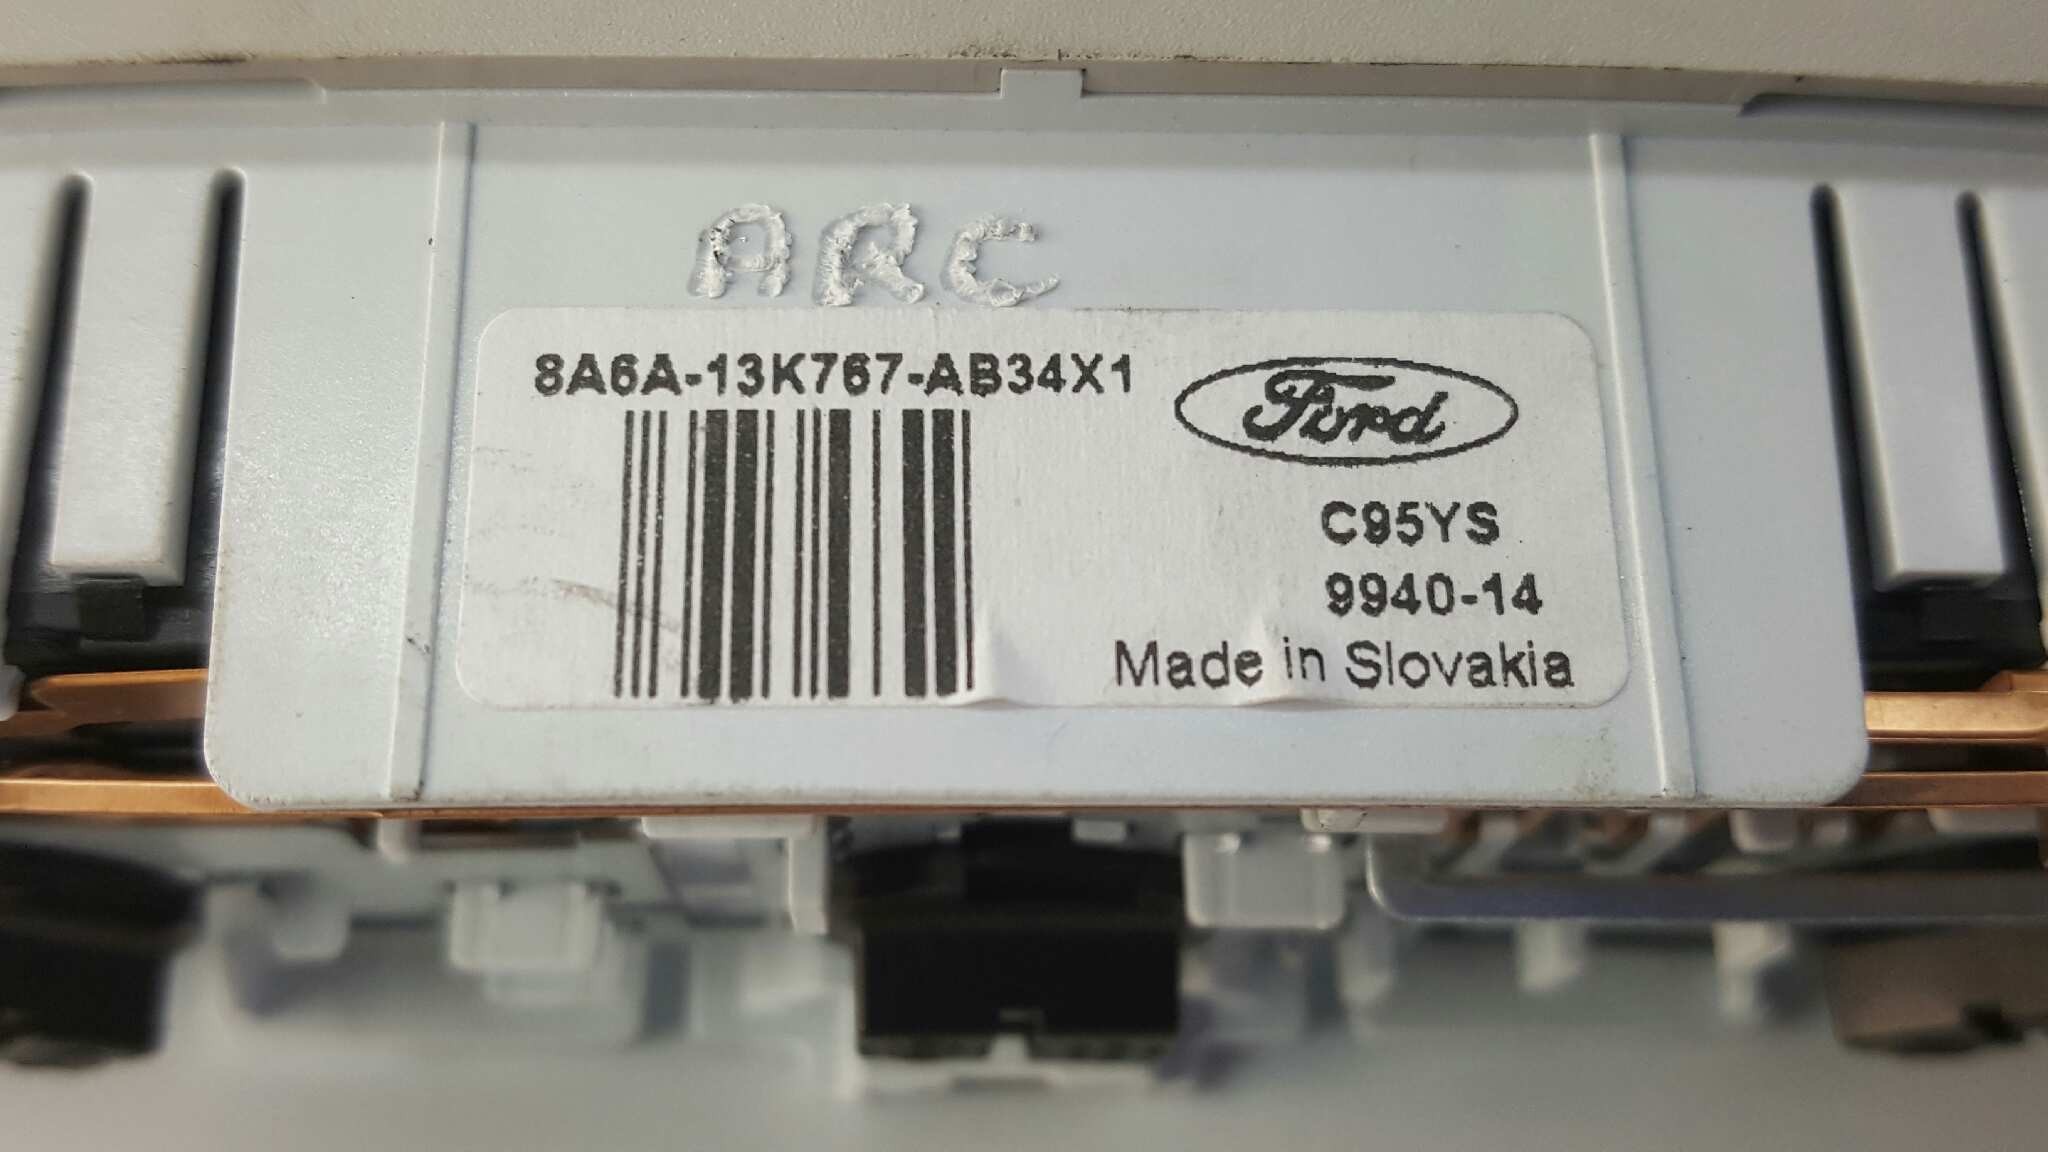 ARC
8A6A-13K767-AB34X1
Ford
C95YS
9940-14
Made in Slovakia